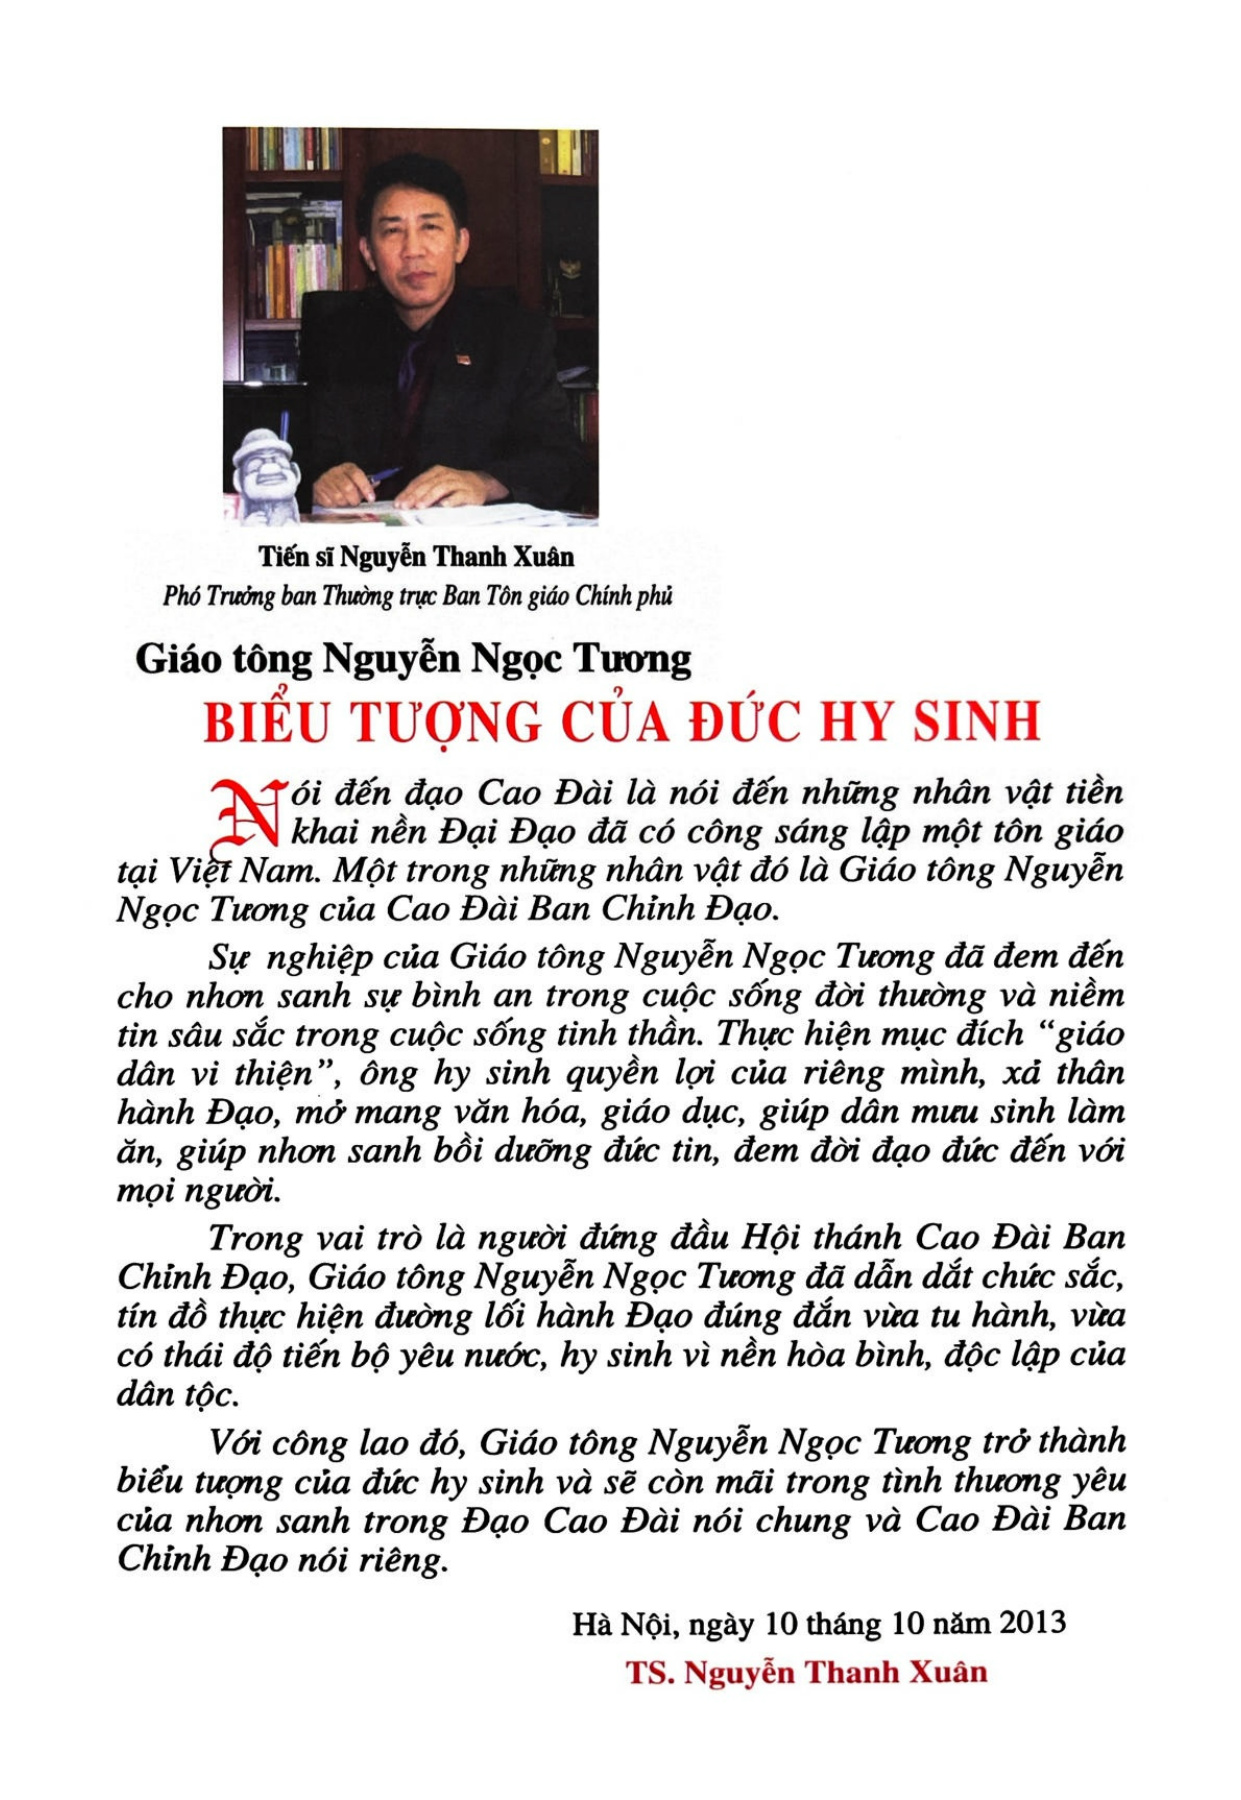 Tiến sĩ Nguyễn Thanh Xuân
Phó Trưởng ban Thường trực Ban Tôn giáo Chính phủ
Giáo tông Nguyễn Ngọc Tương
BIỂU TƯỢNG CỦA ĐỨC HY SINH
Nói đến đạo Cao Đài là nói đến những nhân vật tiền
khai nền Đại Đạo đã có công sáng lập một tôn giáo
tại Việt Nam. Một trong những nhân vật đó là Giáo tông Nguyễn
Ngọc Tương của Cao Đài Ban Chỉnh Đạo.
Sự nghiệp của Giáo tông Nguyễn Ngọc Tương đã đem đến
cho nhơn sanh sự bình an trong cuộc sống đời thường và niềm
tin sâu sắc trong cuộc sống tinh thần. Thực hiện mục đích “giáo
dân vi thiện”, ông hy sinh quyền lợi của riêng mình, xả thân
hành Đạo, mở mang văn hóa, giáo dục, giúp dân mưu sinh làm
ăn, giúp nhơn sanh bồi dưỡng đức tin, đem đời đạo đức đến với
mọi người.
Trong vai trò là người đứng đầu Hội thánh Cao Đài Ban
Chỉnh Đạo, Giáo tông Nguyễn Ngọc Tương đã dẫn dắt chức sắc,
tín đồ thực hiện đường lối hành Đạo đúng đắn vừa tu hành, vừa
có thái độ tiến bộ yêu nước, hy sinh vì nền hòa bình, độc lập của
dân tộc.
Với công lao đó, Giáo tông Nguyễn Ngọc Tương trở thành
biểu tượng của đức hy sinh và sẽ còn mãi trong tình thương yêu
của nhơn sanh trong Đạo Cao Đài nói chung và Cao Đài Ban
Chỉnh Đạo nói riêng.
Hà Nội, ngày 10 tháng 10 năm 2013
TS. Nguyễn Thanh Xuân